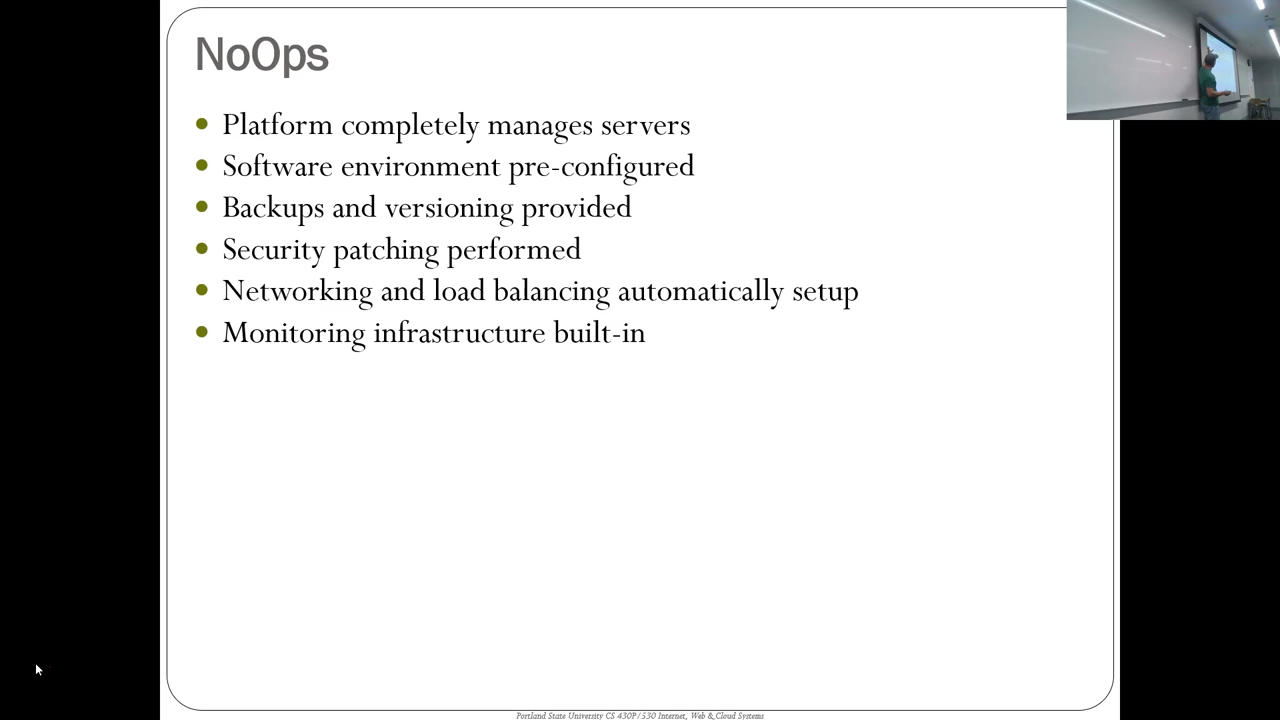 NoOps
Platform completely manages servers
Software environment pre-configured
Backups and versioning provided
Security patching performed
Networking and load balancing automatically setup
Monitoring infrastructure built-in
Portland State University CS 430P/530 Internet, Web & Cloud Systems